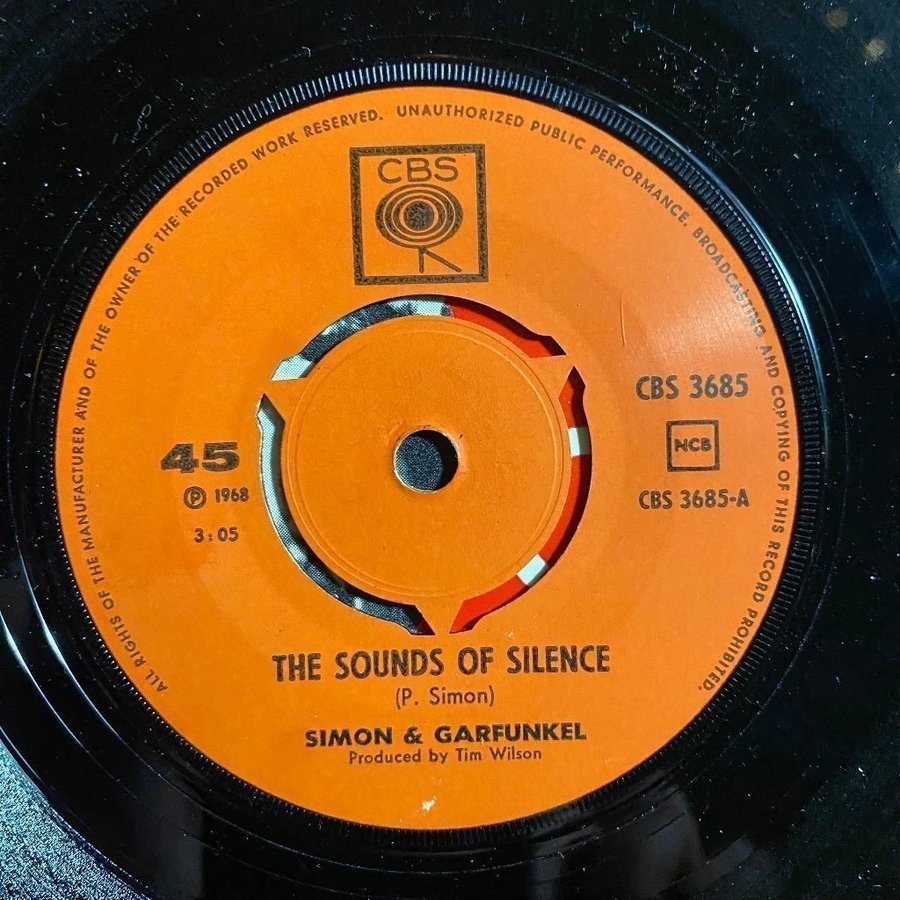 ALL RIGHTS OF THE MANUFACTURER AND OF THE OWNER OF THE RECORDED WORK RESERVED. UNAUTHORIZED PUBLIC PERFORMANCE, BROADCASTING AND COPYING OF THIS RECORD PROHIBITED.
CBS
CBS 3685
45
NCB
Ⓟ 1968
CBS 3685-A
3:05
THE SOUNDS OF SILENCE
(P. Simon)
SIMON & GARFUNKEL
Produced by Tim Wilson